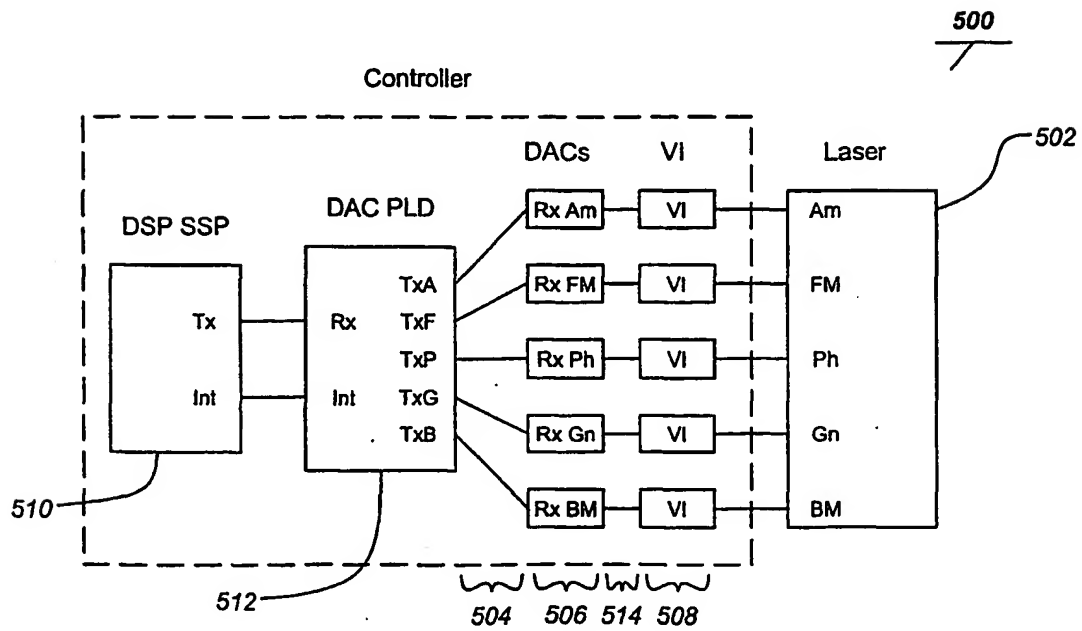 500
Controller
DACs VI Laser 502
DSP SSP DAC PLD
Rx Am VI Am
TxA
Rx FM VI FM
Tx Rx TxF
TxP Rx Ph VI Ph
Int Int TxG
Rx Gn VI Gn
TxB
510
Rx BM VI BM
512 504 506 514 508